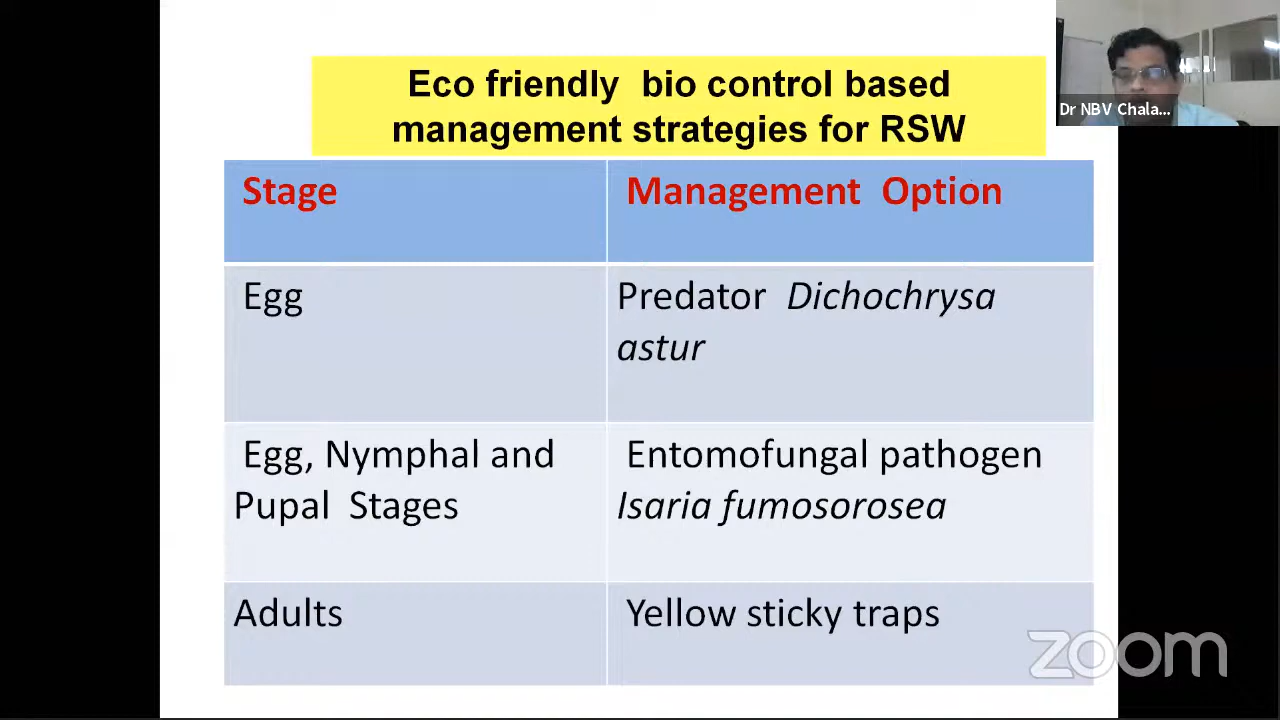 Eco friendly bio control based
management strategies for RSW
Dr NBV Chala...
Stage
Management Option
Egg
Predator Dichochrysa
astur
Egg, Nymphal and
Pupal Stages
Entomofungal pathogen
Isaria fumosorosea
Adults
Yellow sticky traps
zoom